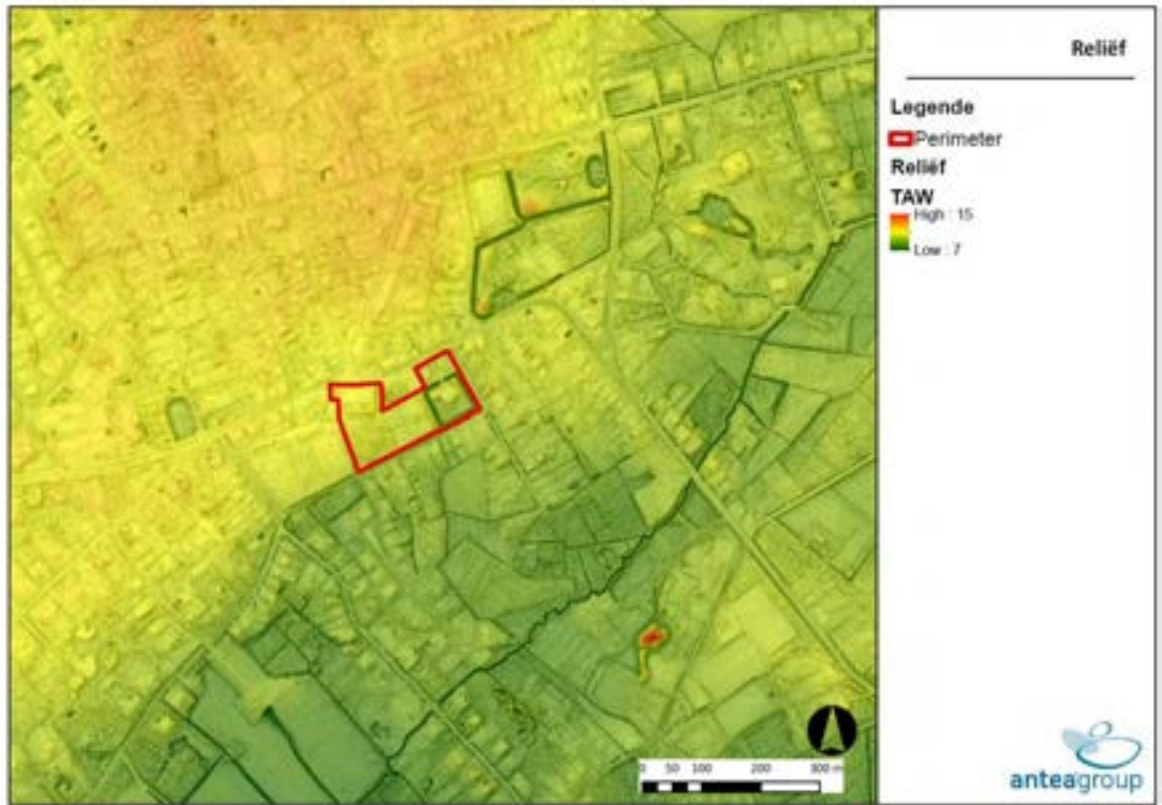 Reliëf
Legende
Perimeter
Reliëf
TAW
High : 15
Low : 7
0 50 100 200 300 m
anteagroup